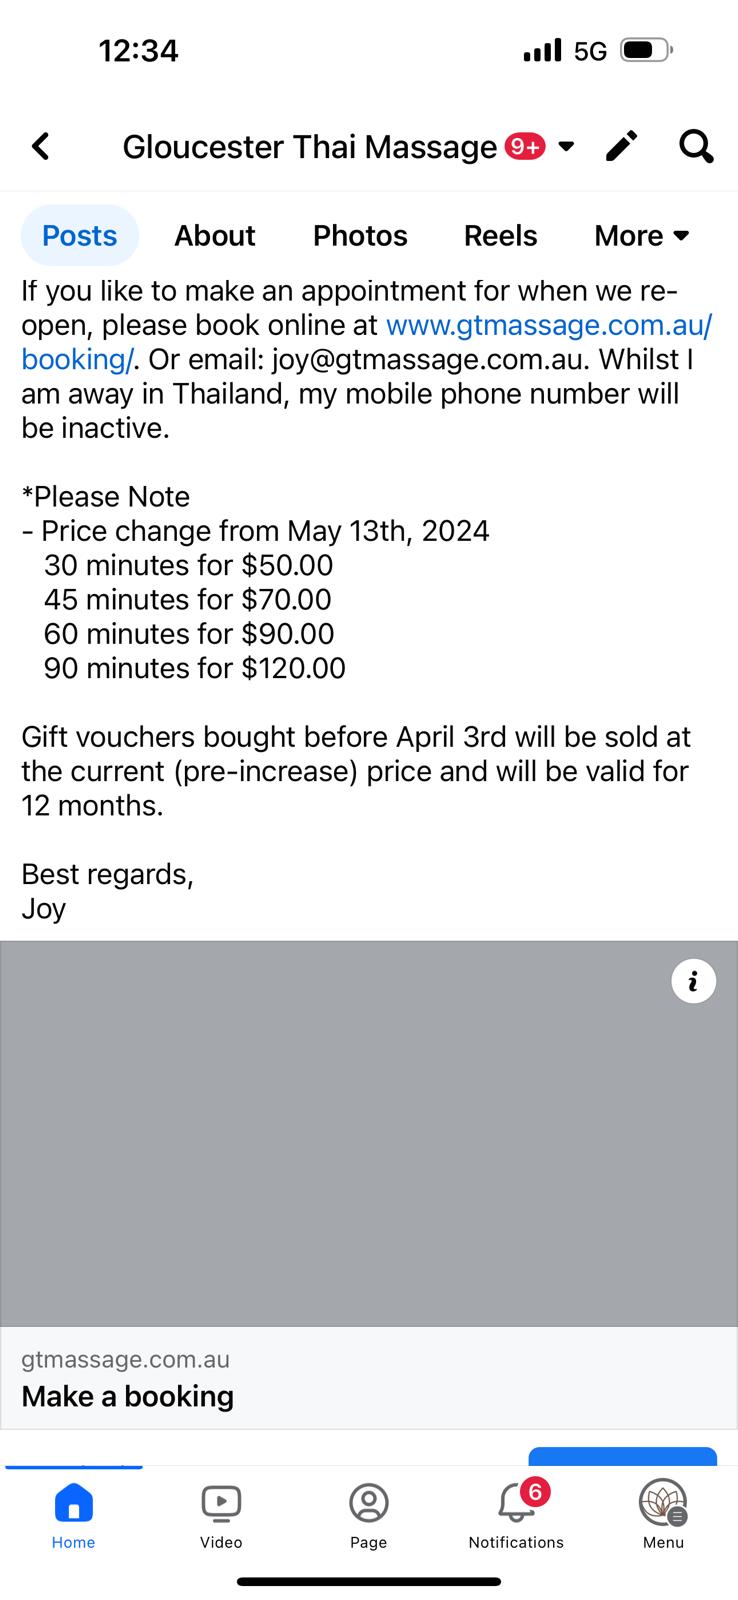 12:34
5G
Gloucester Thai Massage 9+
Posts About Photos Reels More
If you like to make an appointment for when we re-
open, please book online at www.gtmassage.com.au/
booking/. Or email: joy@gtmassage.com.au. Whilst I
am away in Thailand, my mobile phone number will
be inactive.
*Please Note
- Price change from May 13th, 2024
30 minutes for $50.00
45 minutes for $70.00
60 minutes for $90.00
90 minutes for $120.00
Gift vouchers bought before April 3rd will be sold at
the current (pre-increase) price and will be valid for
12 months.
Best regards,
Joy
i
gtmassage.com.au
Make a booking
6
Home Video Page Notifications Menu